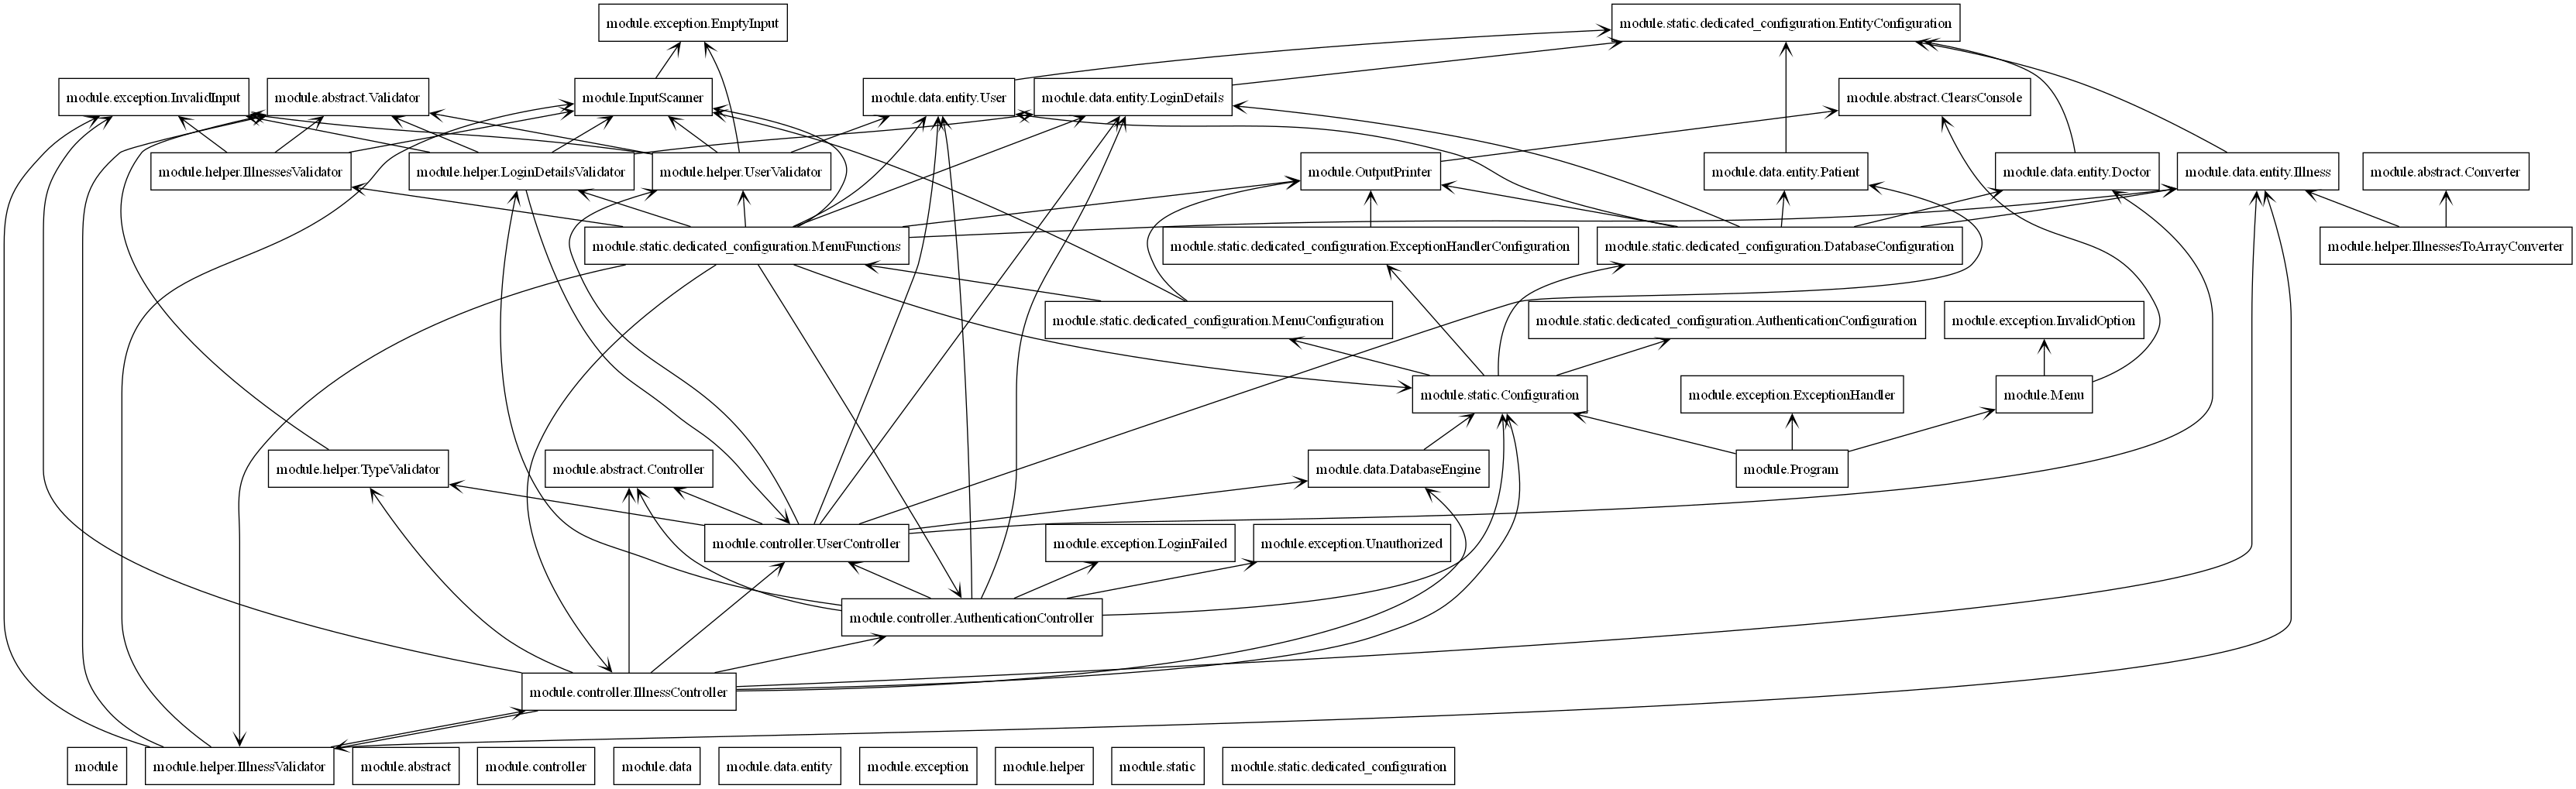 module.exception.EmptyInput
module.static.dedicated_configuration.EntityConfiguration
module.exception.InvalidInput
module.abstract.Validator
module.InputScanner
module.data.entity.User
module.data.entity.LoginDetails
module.abstract.ClearsConsole
module.helper.IllnessesValidator
module.helper.LoginDetailsValidator
module.helper.UserValidator
module.OutputPrinter
module.data.entity.Patient
module.data.entity.Doctor
module.data.entity.Illness
module.abstract.Converter
module.static.dedicated_configuration.MenuFunctions
module.static.dedicated_configuration.ExceptionHandlerConfiguration
module.static.dedicated_configuration.DatabaseConfiguration
module.helper.IllnessesToArrayConverter
module.static.dedicated_configuration.MenuConfiguration
module.static.dedicated_configuration.AuthenticationConfiguration
module.exception.InvalidOption
module.static.Configuration
module.exception.ExceptionHandler
module.Menu
module.helper.TypeValidator
module.abstract.Controller
module.data.DatabaseEngine
module.Program
module.controller.UserController
module.exception.LoginFailed
module.exception.Unauthorized
module.controller.AuthenticationController
module.controller.IllnessController
module
module.helper.IllnessValidator
module.abstract
module.controller
module.data
module.data.entity
module.exception
module.helper
module.static
module.static.dedicated_configuration